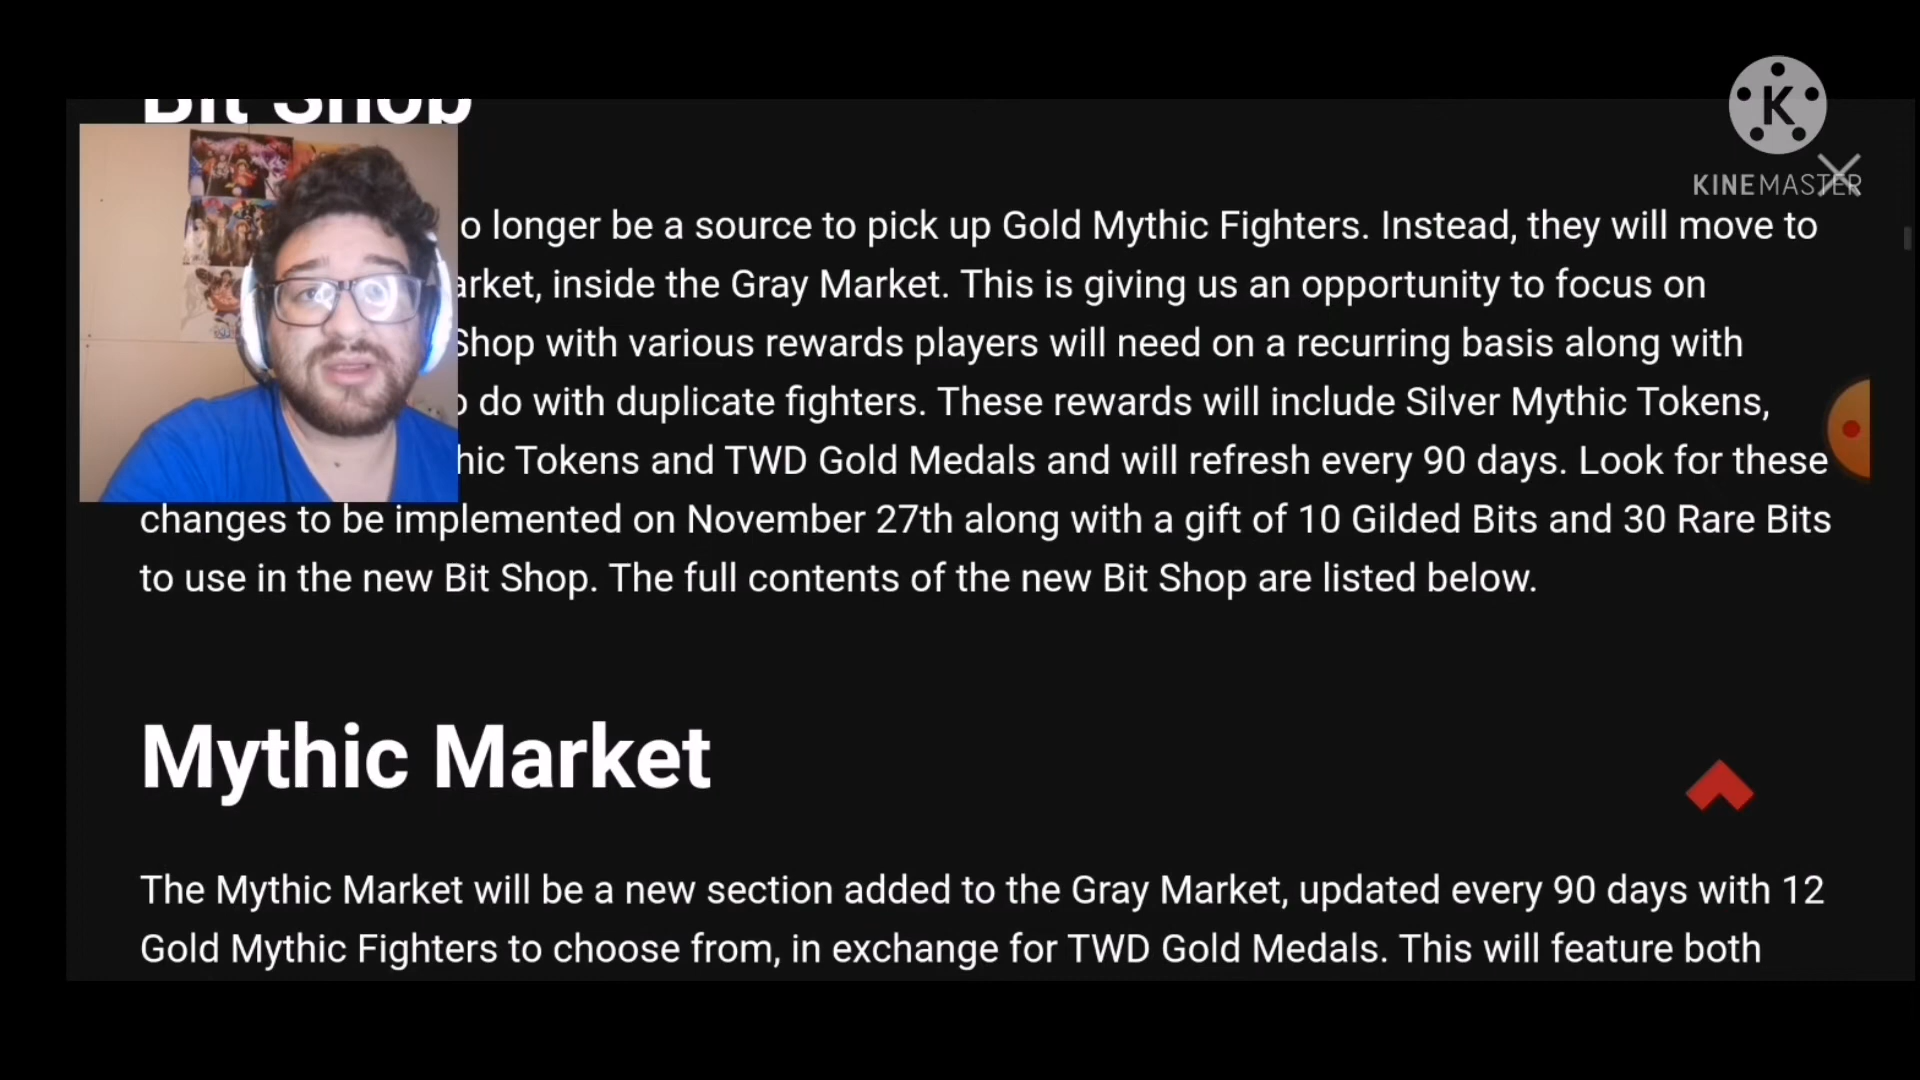 Bit Shop
K
KINEMASTER
longer be a source to pick up Gold Mythic Fighters. Instead, they will move to
inside the Gray Market. This is giving us an opportunity to focus on
Shop with various rewards players will need on a recurring basis along with
do with duplicate fighters. These rewards will include Silver Mythic Tokens,
Tokens and TWD Gold Medals and will refresh every 90 days. Look for these
changes to be implemented on November 27th along with a gift of 10 Gilded Bits and 30 Rare Bits
to use in the new Bit Shop. The full contents of the new Bit Shop are listed below.
Mythic Market
The Mythic Market will be a new section added to the Gray Market, updated every 90 days with 12
Gold Mythic Fighters to choose from, in exchange for TWD Gold Medals. This will feature both